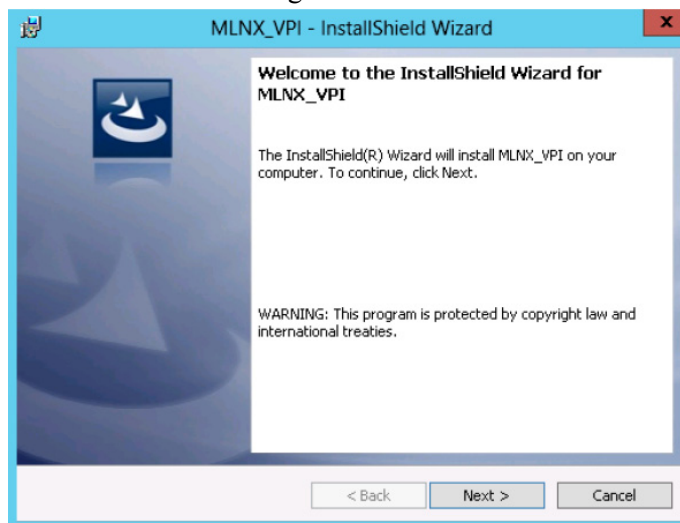 MLNX_VPI - InstallShield Wizard
x
Welcome to the InstallShield Wizard for
MLNX_VPI
The InstallShield(R) Wizard will install MLNX_VPI on your
computer. To continue, click Next.
WARNING: This program is protected by copyright law and
international treaties.
< Back   Next >   Cancel